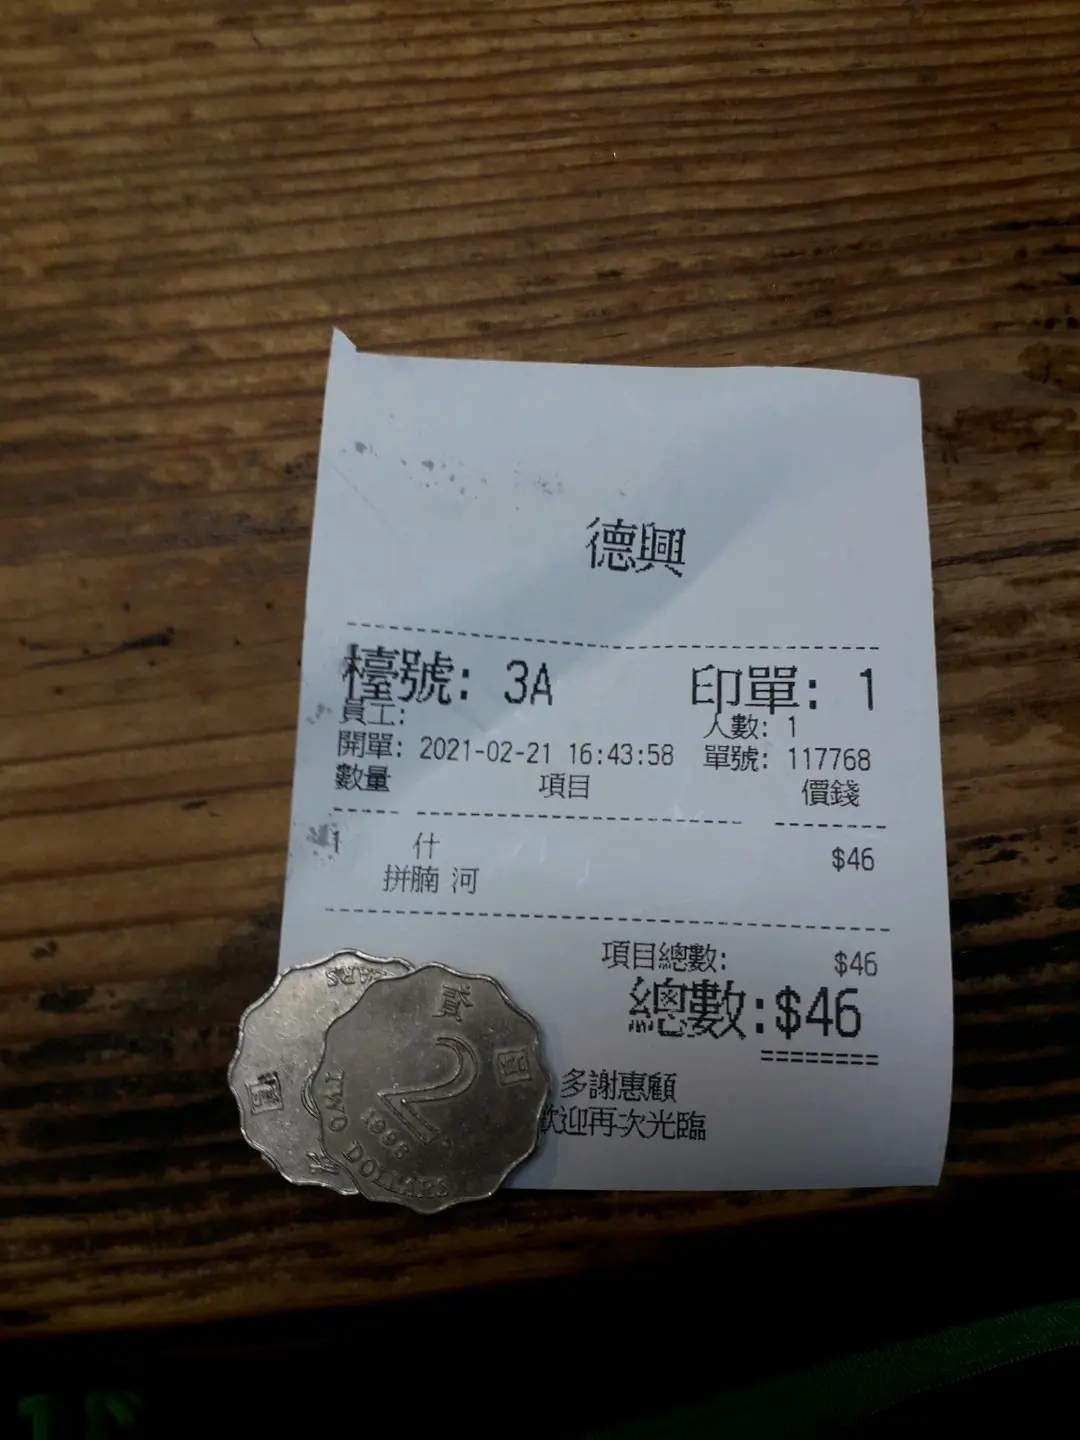 德興
檯號: 3A 印單: 1
員工: 人數: 1
開單: 2021-02-21 16:43:58 單號: 117768
數量 項目 價錢
1 什 $46
拼腩 河
項目總數: $46
總數:$46
多謝惠顧
歡迎再次光臨
貳
圓
2
1998
TWO DOLLARS
圓